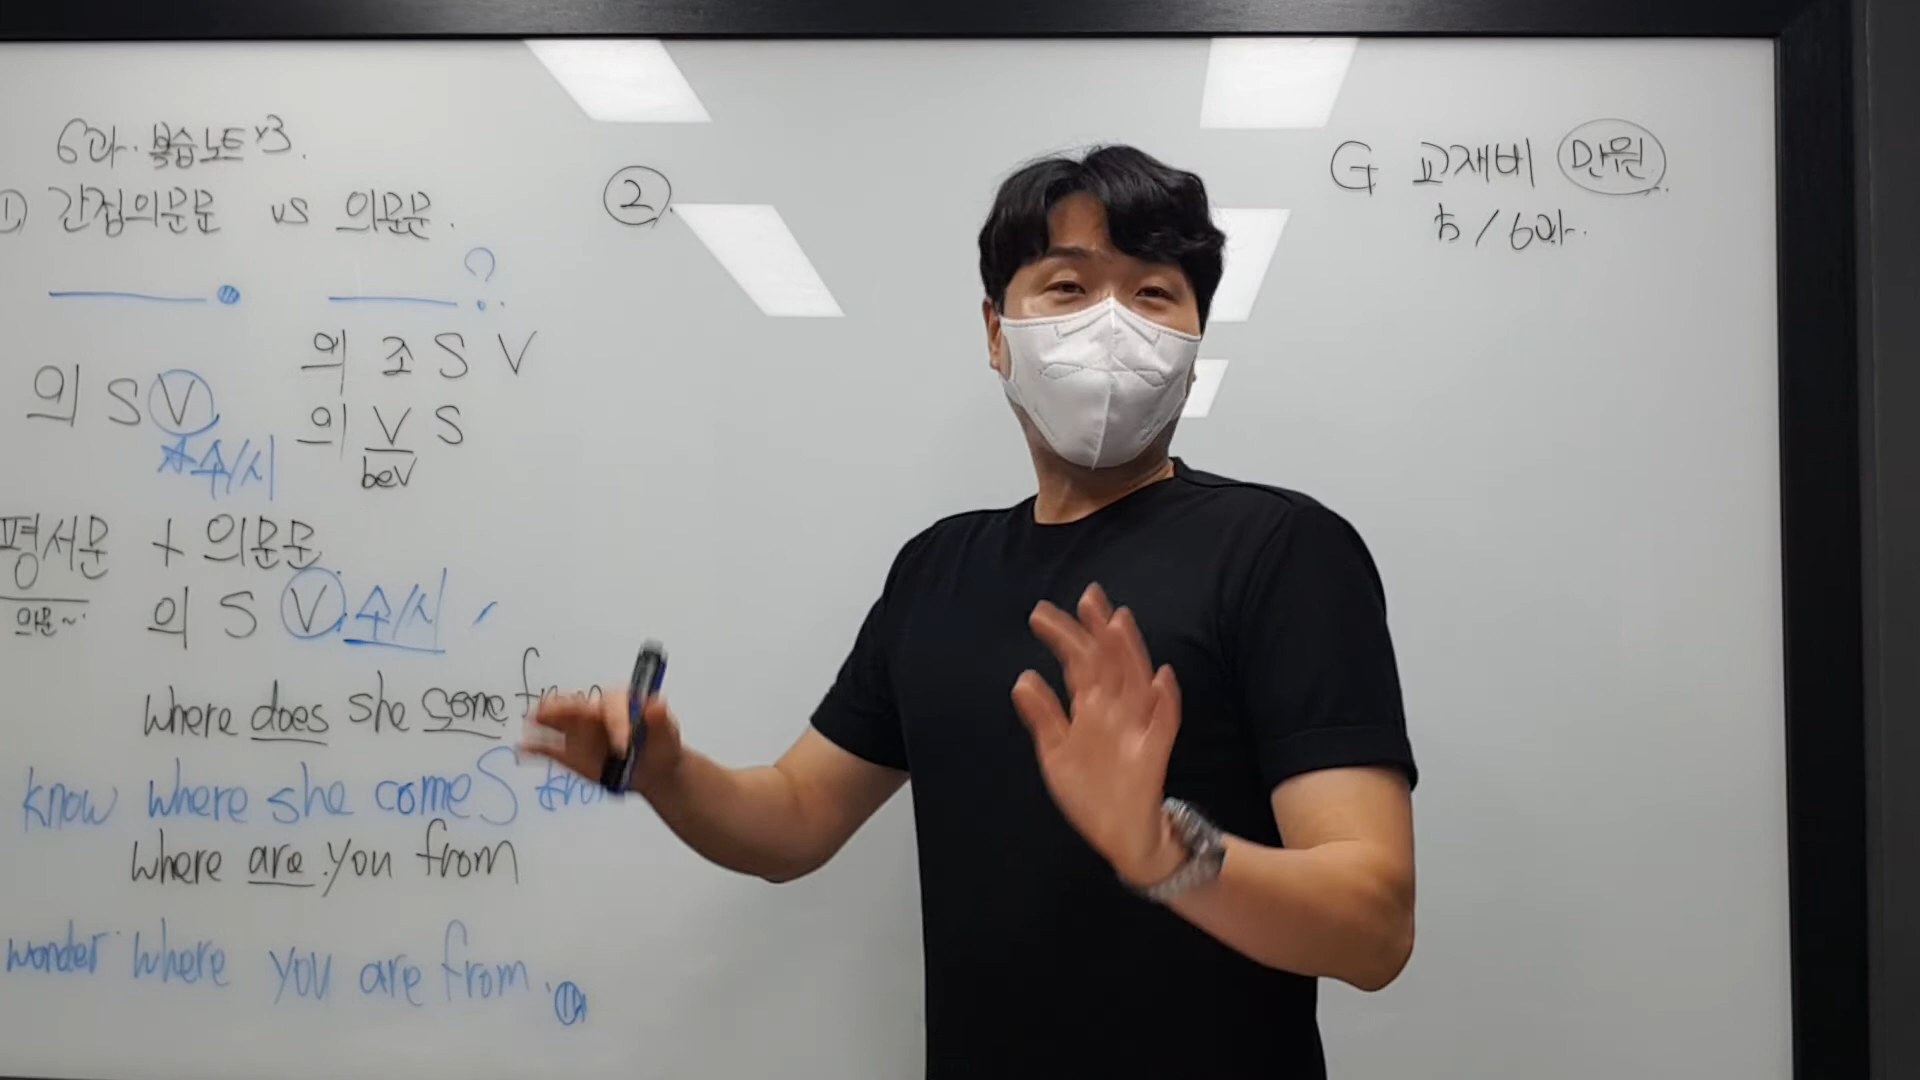 6과. 복습노트 x3.
① 간접의문문 vs 의문문.
?
의 조 S V
의 S V
의 V S
★수/시
beV
평서문 + 의문문
의 S V 수/시
where does she come from
know where she comeS from
where are you from
wonder where you are from.
②
G 교재비 만원
/ 6과.